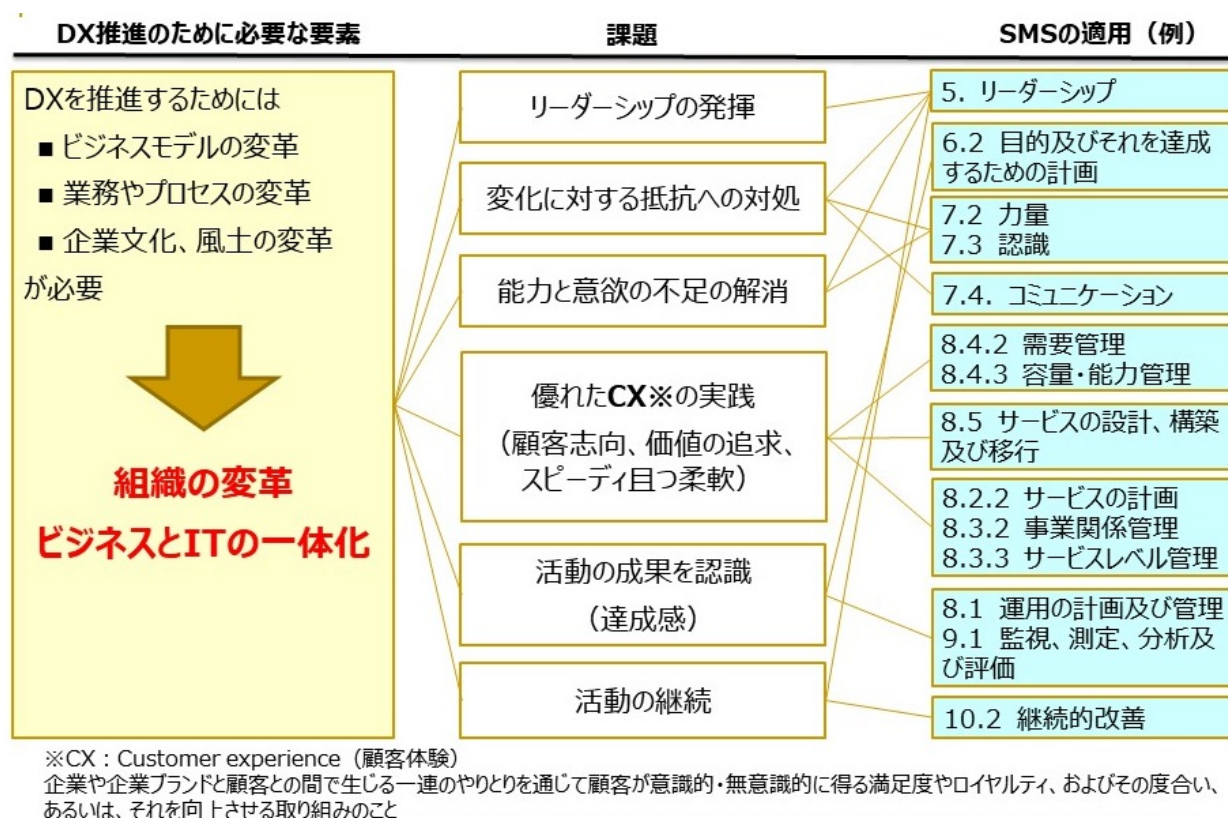 DX推進のために必要な要素
課題
SMSの適用（例）
DXを推進するためには
■ ビジネスモデルの変革
■ 業務やプロセスの変革
■ 企業文化、風土の変革
が必要
組織の変革
ビジネスとITの一体化
リーダーシップの発揮
変化に対する抵抗への対処
能力と意欲の不足の解消
優れたCX※の実践
（顧客志向、価値の追求、
スピーディ且つ柔軟）
活動の成果を認識
（達成感）
活動の継続
5. リーダーシップ
6.2 目的及びそれを達成
するための計画
7.2 力量
7.3 認識
7.4. コミュニケーション
8.4.2 需要管理
8.4.3 容量・能力管理
8.5 サービスの設計、構築
及び移行
8.2.2 サービスの計画
8.3.2 事業関係管理
8.3.3 サービスレベル管理
8.1 運用の計画及び管理
9.1 監視、測定、分析及
び評価
10.2 継続的改善
※CX：Customer experience（顧客体験）
企業や企業ブランドと顧客との間で生じる一連のやりとりを通じて顧客が意識的・無意識的に得る満足度やロイヤルティ、およびその度合い、
あるいは、それを向上させる取り組みのこと